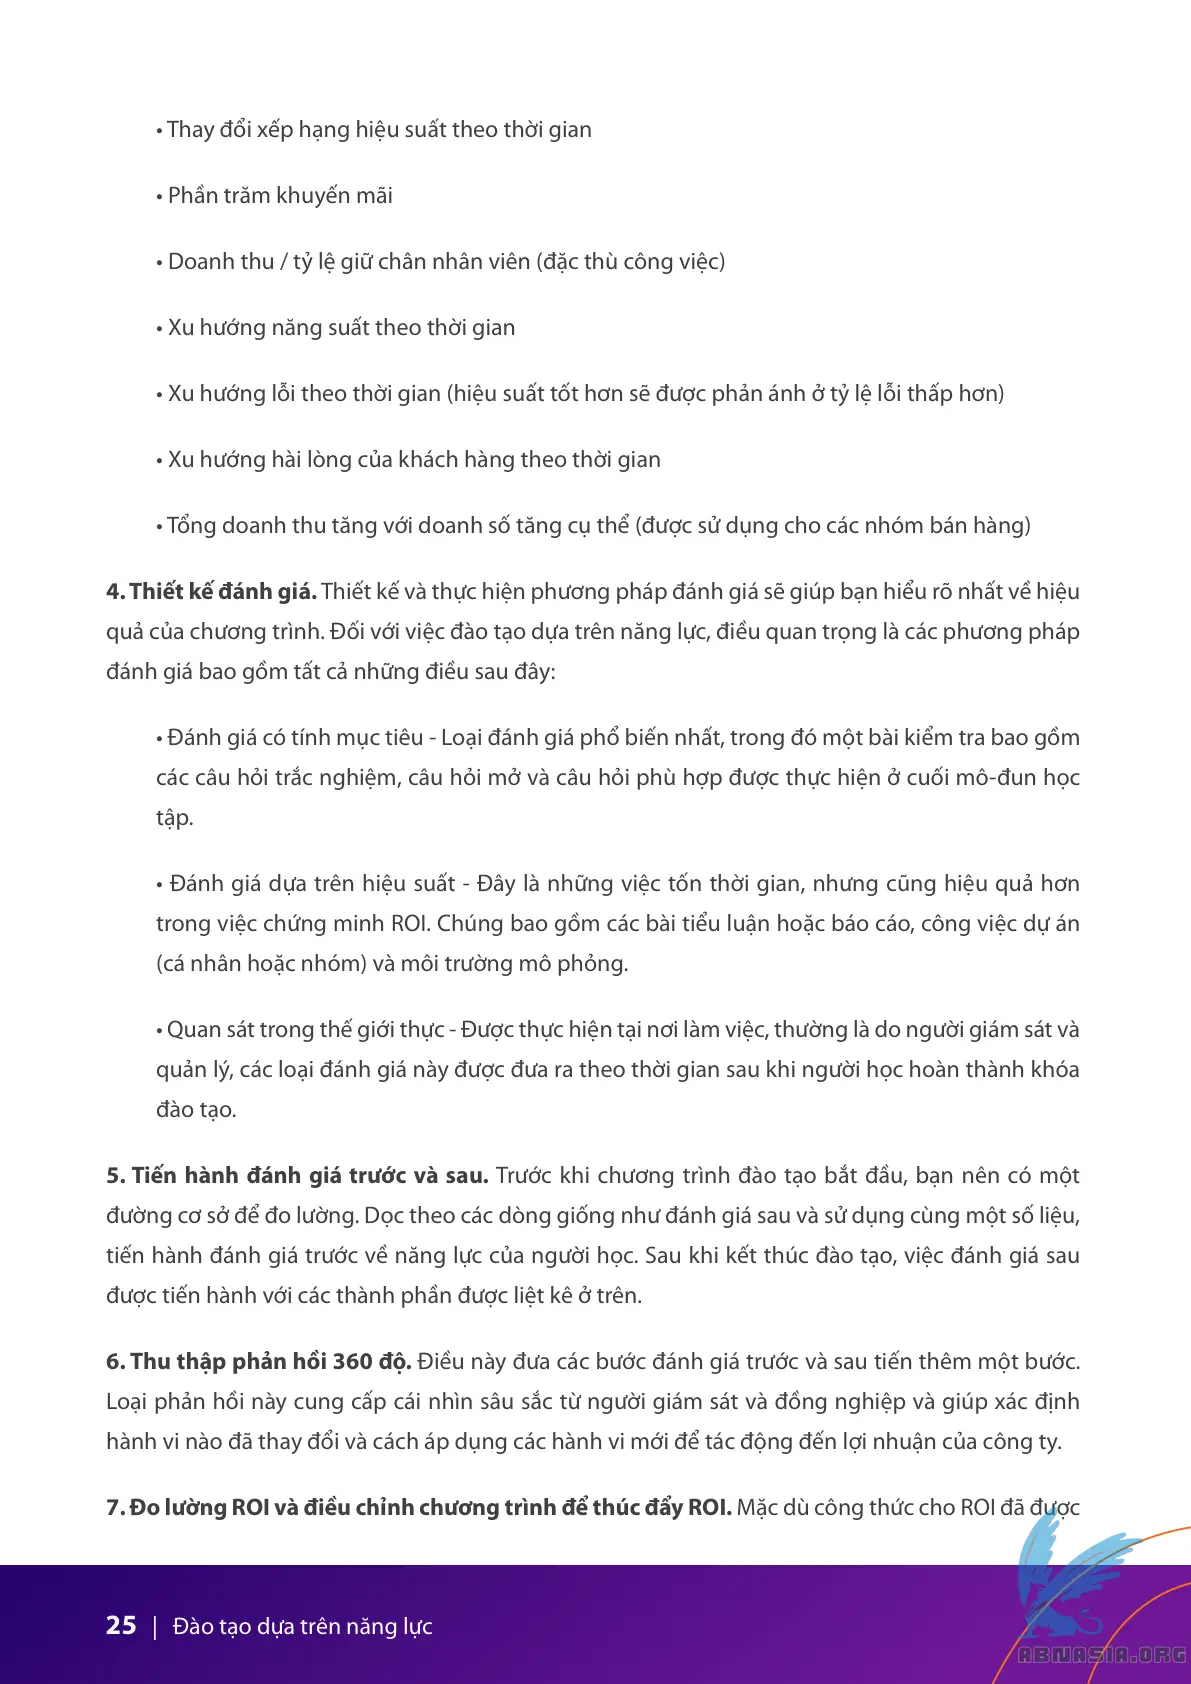 • Thay đổi xếp hạng hiệu suất theo thời gian
• Phần trăm khuyến mãi
• Doanh thu / tỷ lệ giữ chân nhân viên (đặc thù công việc)
• Xu hướng năng suất theo thời gian
• Xu hướng lỗi theo thời gian (hiệu suất tốt hơn sẽ được phản ánh ở tỷ lệ lỗi thấp hơn)
• Xu hướng hài lòng của khách hàng theo thời gian
• Tổng doanh thu tăng với doanh số tăng cụ thể (được sử dụng cho các nhóm bán hàng)
4. Thiết kế đánh giá. Thiết kế và thực hiện phương pháp đánh giá sẽ giúp bạn hiểu rõ nhất về hiệu
quả của chương trình. Đối với việc đào tạo dựa trên năng lực, điều quan trọng là các phương pháp
đánh giá bao gồm tất cả những điều sau đây:
• Đánh giá có tính mục tiêu - Loại đánh giá phổ biến nhất, trong đó một bài kiểm tra bao gồm
các câu hỏi trắc nghiệm, câu hỏi mở và câu hỏi phù hợp được thực hiện ở cuối mô-đun học
tập.
• Đánh giá dựa trên hiệu suất - Đây là những việc tốn thời gian, nhưng cũng hiệu quả hơn
trong việc chứng minh ROI. Chúng bao gồm các bài tiểu luận hoặc báo cáo, công việc dự án
(cá nhân hoặc nhóm) và môi trường mô phỏng.
• Quan sát trong thế giới thực - Được thực hiện tại nơi làm việc, thường là do người giám sát và
quản lý, các loại đánh giá này được đưa ra theo thời gian sau khi người học hoàn thành khóa
đào tạo.
5. Tiến hành đánh giá trước và sau. Trước khi chương trình đào tạo bắt đầu, bạn nên có một
đường cơ sở để đo lường. Dọc theo các dòng giống như đánh giá sau và sử dụng cùng một số liệu,
tiến hành đánh giá trước về năng lực của người học. Sau khi kết thúc đào tạo, việc đánh giá sau
được tiến hành với các thành phần được liệt kê ở trên.
6. Thu thập phản hồi 360 độ. Điều này đưa các bước đánh giá trước và sau tiến thêm một bước.
Loại phản hồi này cung cấp cái nhìn sâu sắc từ người giám sát và đồng nghiệp và giúp xác định
hành vi nào đã thay đổi và cách áp dụng các hành vi mới để tác động đến lợi nhuận của công ty.
7. Đo lường ROI và điều chỉnh chương trình để thúc đẩy ROI. Mặc dù công thức cho ROI đã được
25 | Đào tạo dựa trên năng lực
ABNASIA.ORG